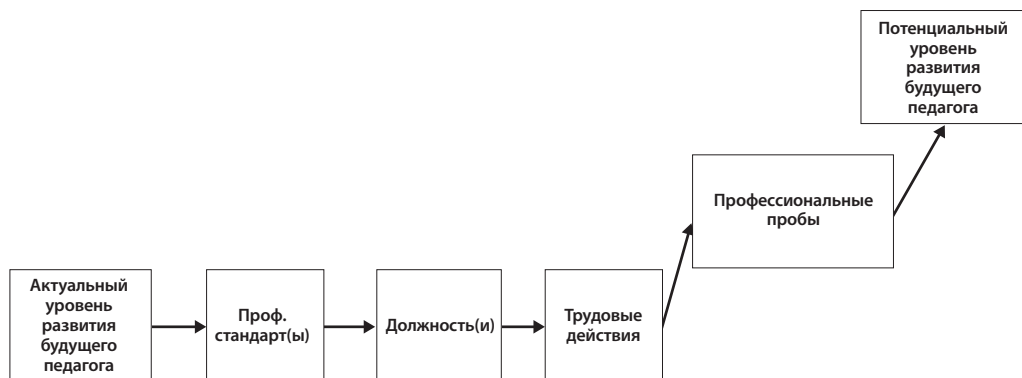 Потенциальный
уровень
развития
будущего
педагога
Профессиональные
пробы
Актуальный
уровень
развития
будущего
педагога
Проф.
стандарт(ы)
Должность(и)
Трудовые
действия